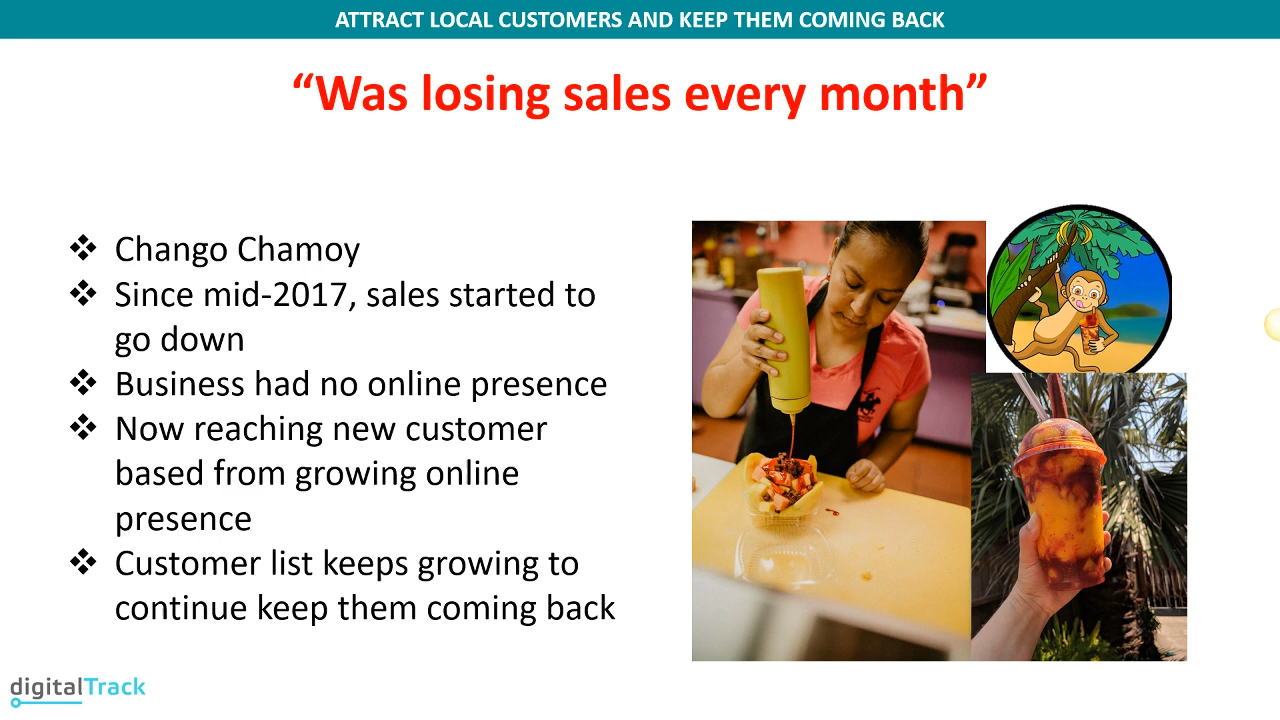 ATTRACT LOCAL CUSTOMERS AND KEEP THEM COMING BACK
“Was losing sales every month”
❖ Chango Chamoy
❖ Since mid-2017, sales started to
go down
❖ Business had no online presence
❖ Now reaching new customer
based from growing online
presence
❖ Customer list keeps growing to
continue keep them coming back
digitalTrack